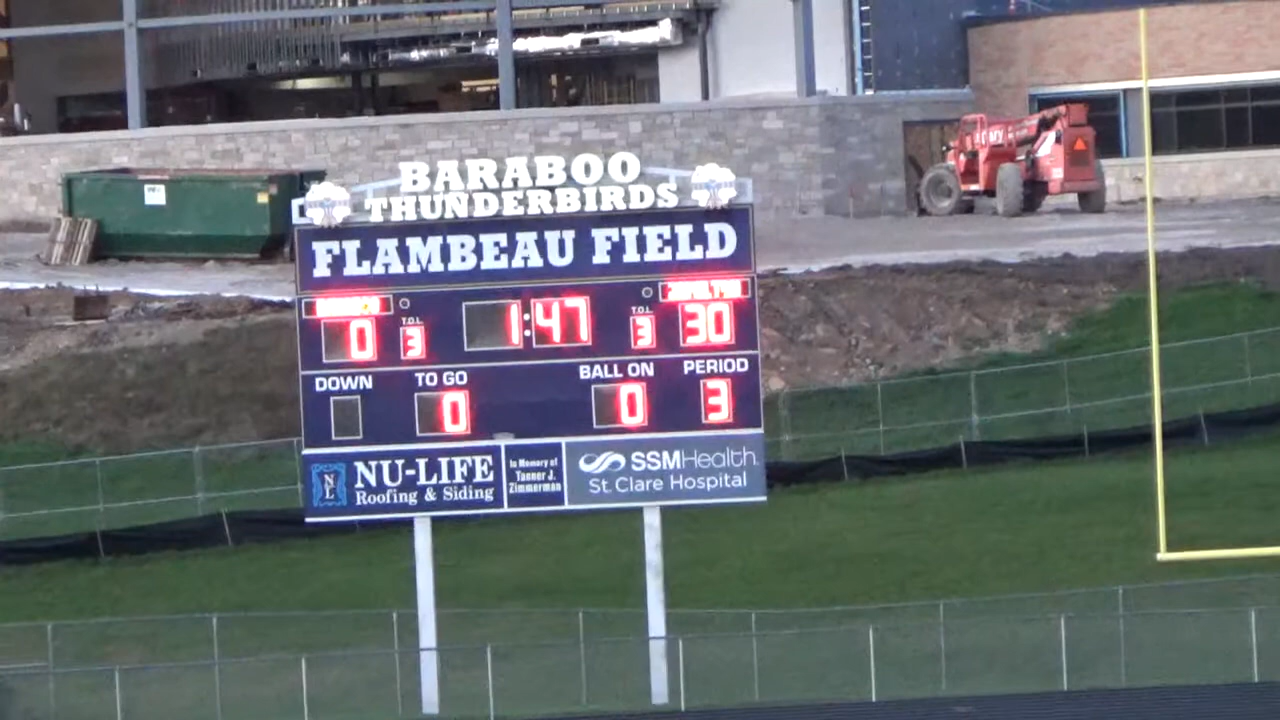 BARABOO
THUNDERBIRDS
FLAMBEAU FIELD
0 T.O.L. 3 1:47 T.O.L. 3 30
DOWN TO GO BALL ON PERIOD
0 0 3
NL NU-LIFE
Roofing & Siding
In Memory of
Tanner J.
Zimmerman
SSMHealth
St. Clare Hospital